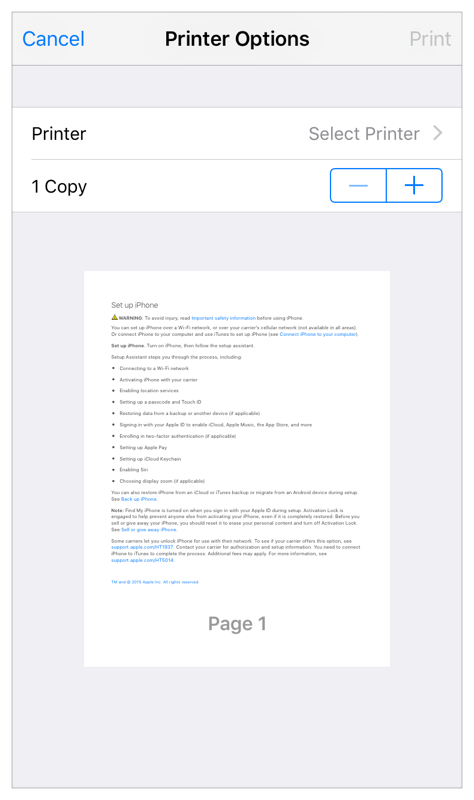 Cancel Printer Options Print
Printer Select Printer
1 Copy
Set up iPhone
WARNING: To avoid injury, read Important safety information before using iPhone.
You can set up iPhone over a Wi-Fi network, or over your carrier's cellular network (not available in all areas).
Or connect iPhone to your computer and use iTunes to set up iPhone (see Connect iPhone to your computer).
Set up iPhone. Turn on iPhone, then follow the setup assistant.
Setup Assistant steps you through the process, including:
• Connecting to a Wi-Fi network
• Activating iPhone with your carrier
• Enabling location services
• Setting up a passcode and Touch ID
• Restoring data from a backup or another device (if applicable)
• Signing in with your Apple ID to enable iCloud, Apple Music, the App Store, and more
• Enrolling in two-factor authentication (if applicable)
• Setting up Apple Pay
• Setting up iCloud Keychain
• Enabling Siri
• Choosing display zoom (if applicable)
You can also restore iPhone from an iCloud or iTunes backup or migrate from an Android device during setup.
See Back up iPhone.
Note: Find My iPhone is turned on when you sign in with your Apple ID during setup. Activation Lock is
engaged to help prevent anyone else from activating your iPhone, even if it is completely restored. Before you
sell or give away your iPhone, you should reset it to erase your personal content and turn off Activation Lock.
See Sell or give away iPhone.
Some carriers let you unlock iPhone for use with their network. To see if your carrier offers this option, see
support.apple.com/HT1937. Contact your carrier for authorization and setup information. You need to connect
iPhone to iTunes to complete the process. Additional fees may apply. For more information, see
support.apple.com/HT5014.
TM and © 2015 Apple Inc. All rights reserved.
Page 1